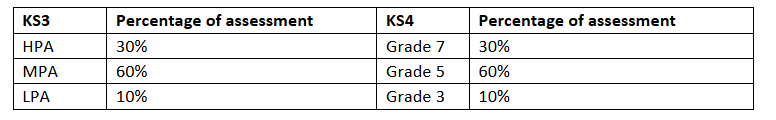 KS3 Percentage of assessment KS4 Percentage of assessment
HPA 30% Grade 7 30%
MPA 60% Grade 5 60%
LPA 10% Grade 3 10%